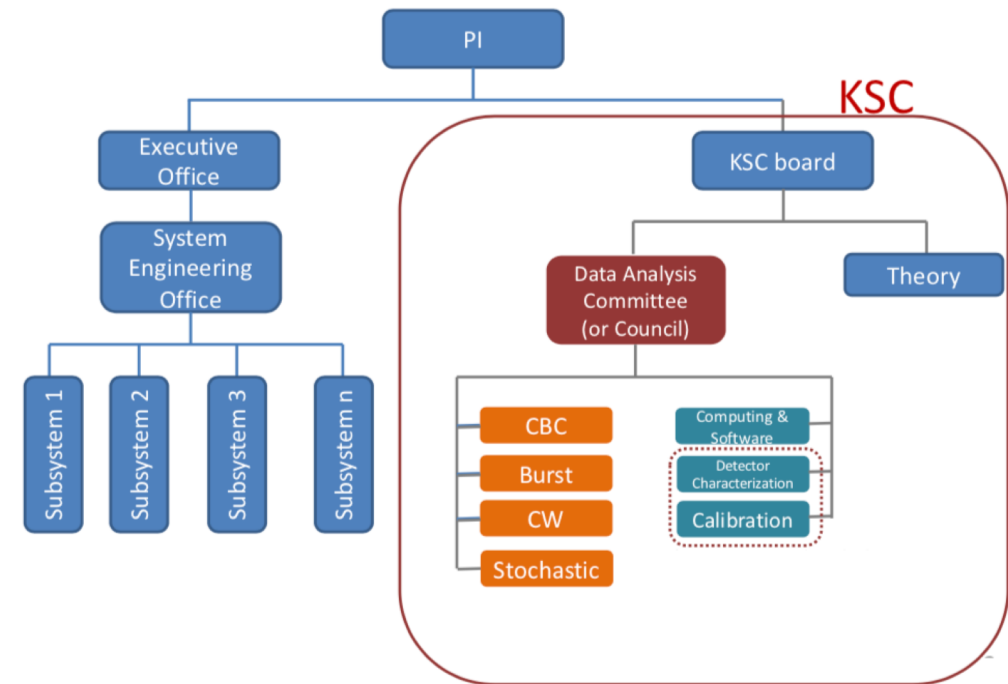 PI
KSC
Executive
Office
KSC board
System
Engineering
Office
Data Analysis
Committee
(or Council)
Theory
Subsystem 1
Subsystem 2
Subsystem 3
Subsystem n
CBC
Burst
CW
Stochastic
Computing &
Software
Detector
Characterization
Calibration